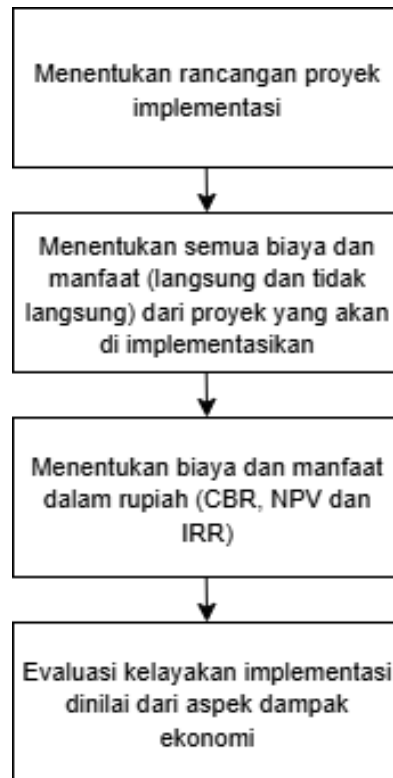 Menentukan rancangan proyek
implementasi
Menentukan semua biaya dan
manfaat (langsung dan tidak
langsung) dari proyek yang akan
di implementasikan
Menentukan biaya dan manfaat
dalam rupiah (CBR, NPV dan
IRR)
Evaluasi kelayakan implementasi
dinilai dari aspek dampak
ekonomi